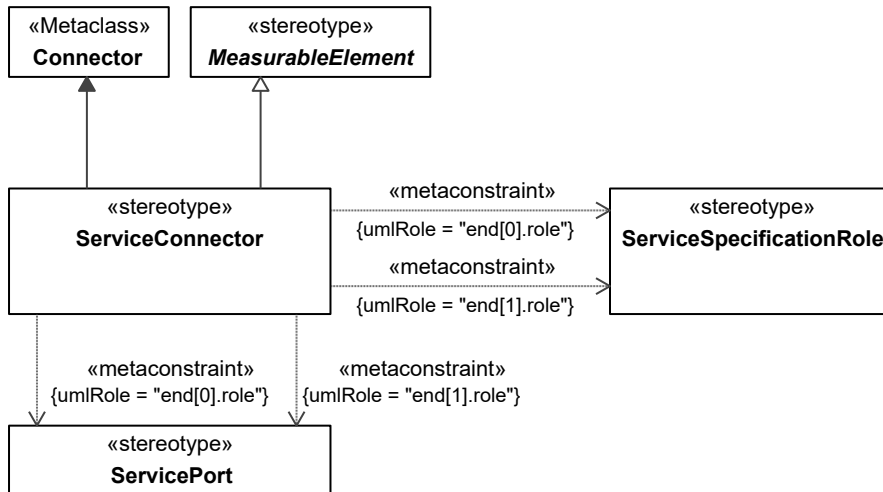 «Metaclass»
Connector
«stereotype»
MeasurableElement
«stereotype»
ServiceConnector
«metaconstraint»
{umlRole = "end[0].role"}
«metaconstraint»
{umlRole = "end[1].role"}
«stereotype»
ServiceSpecificationRole
«metaconstraint»
{umlRole = "end[0].role"}
«metaconstraint»
{umlRole = "end[1].role"}
«stereotype»
ServicePort